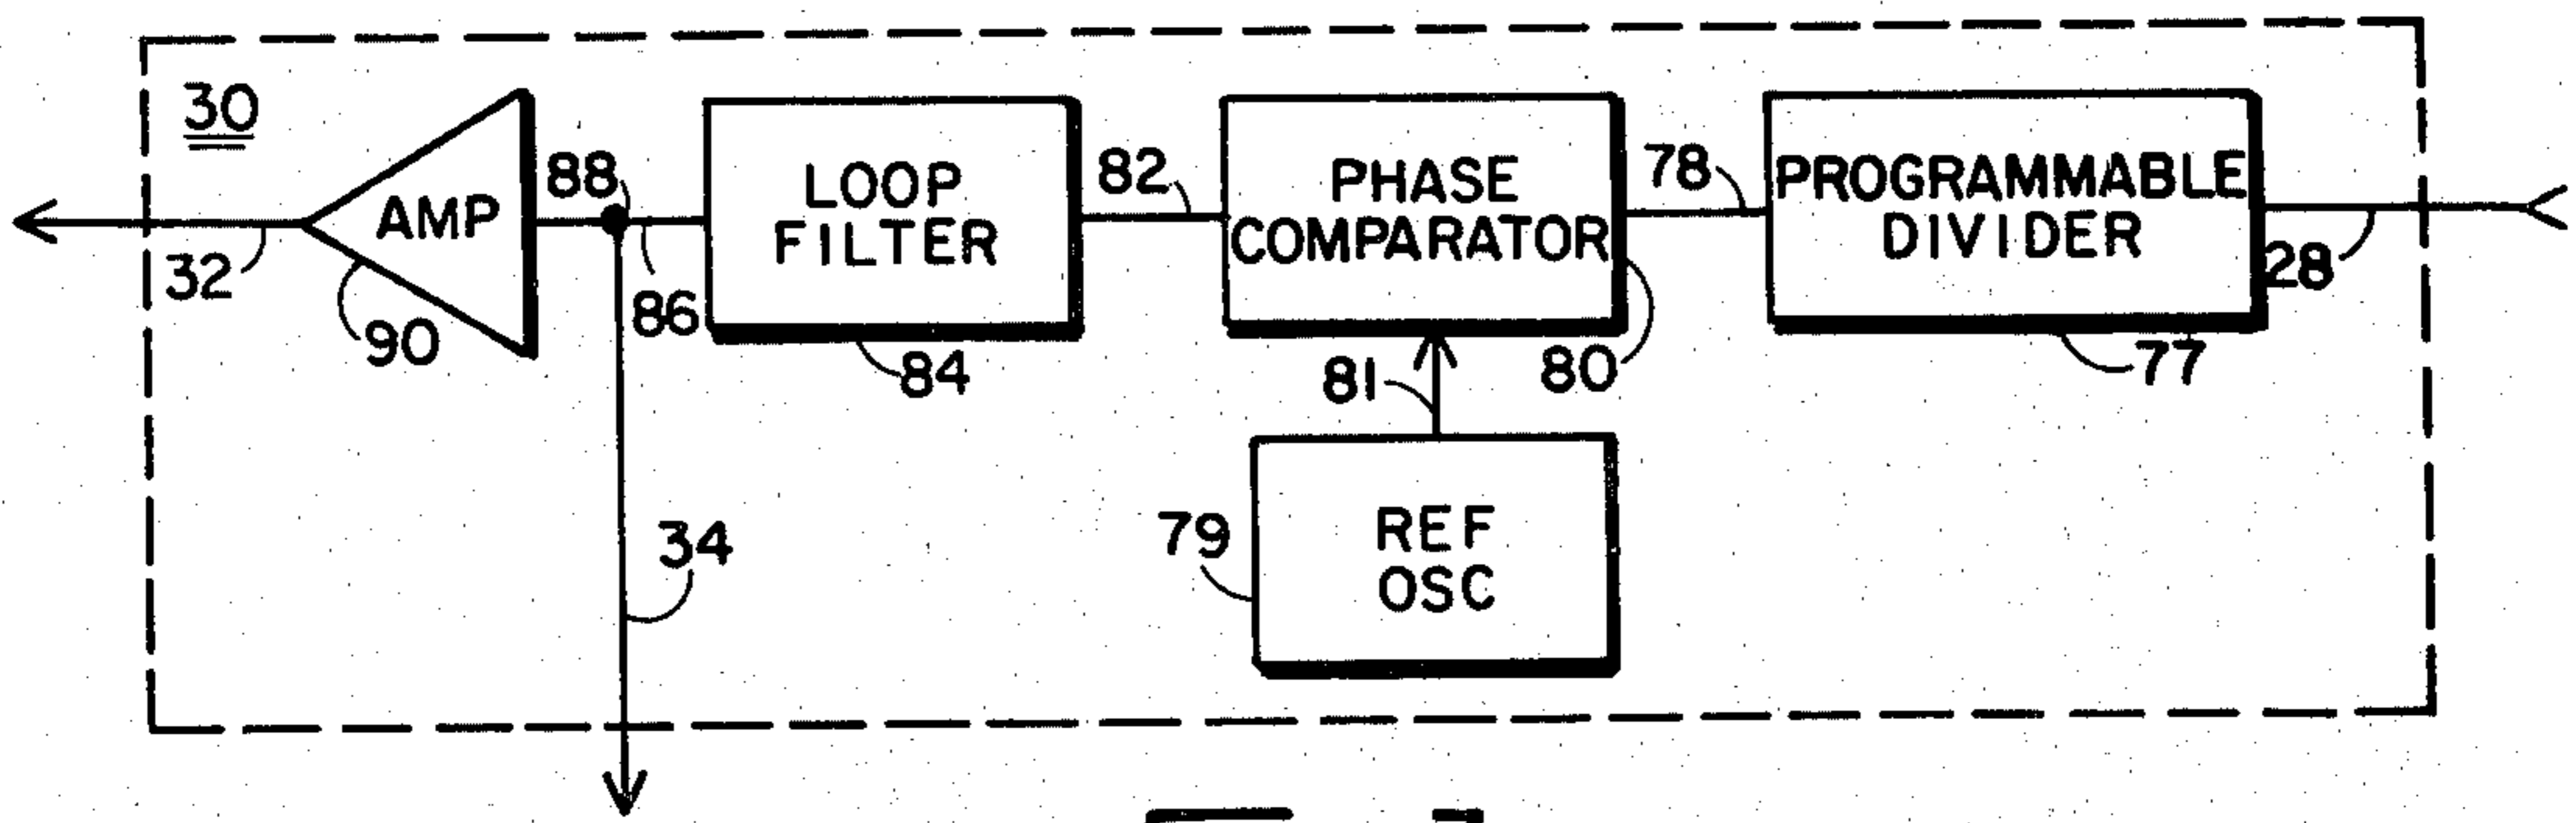 30
AMP
88
LOOP
FILTER
82
PHASE
COMPARATOR
78
PROGRAMMABLE
DIVIDER
28
32
90
86
84
81
80
77
34
79
REF
OSC